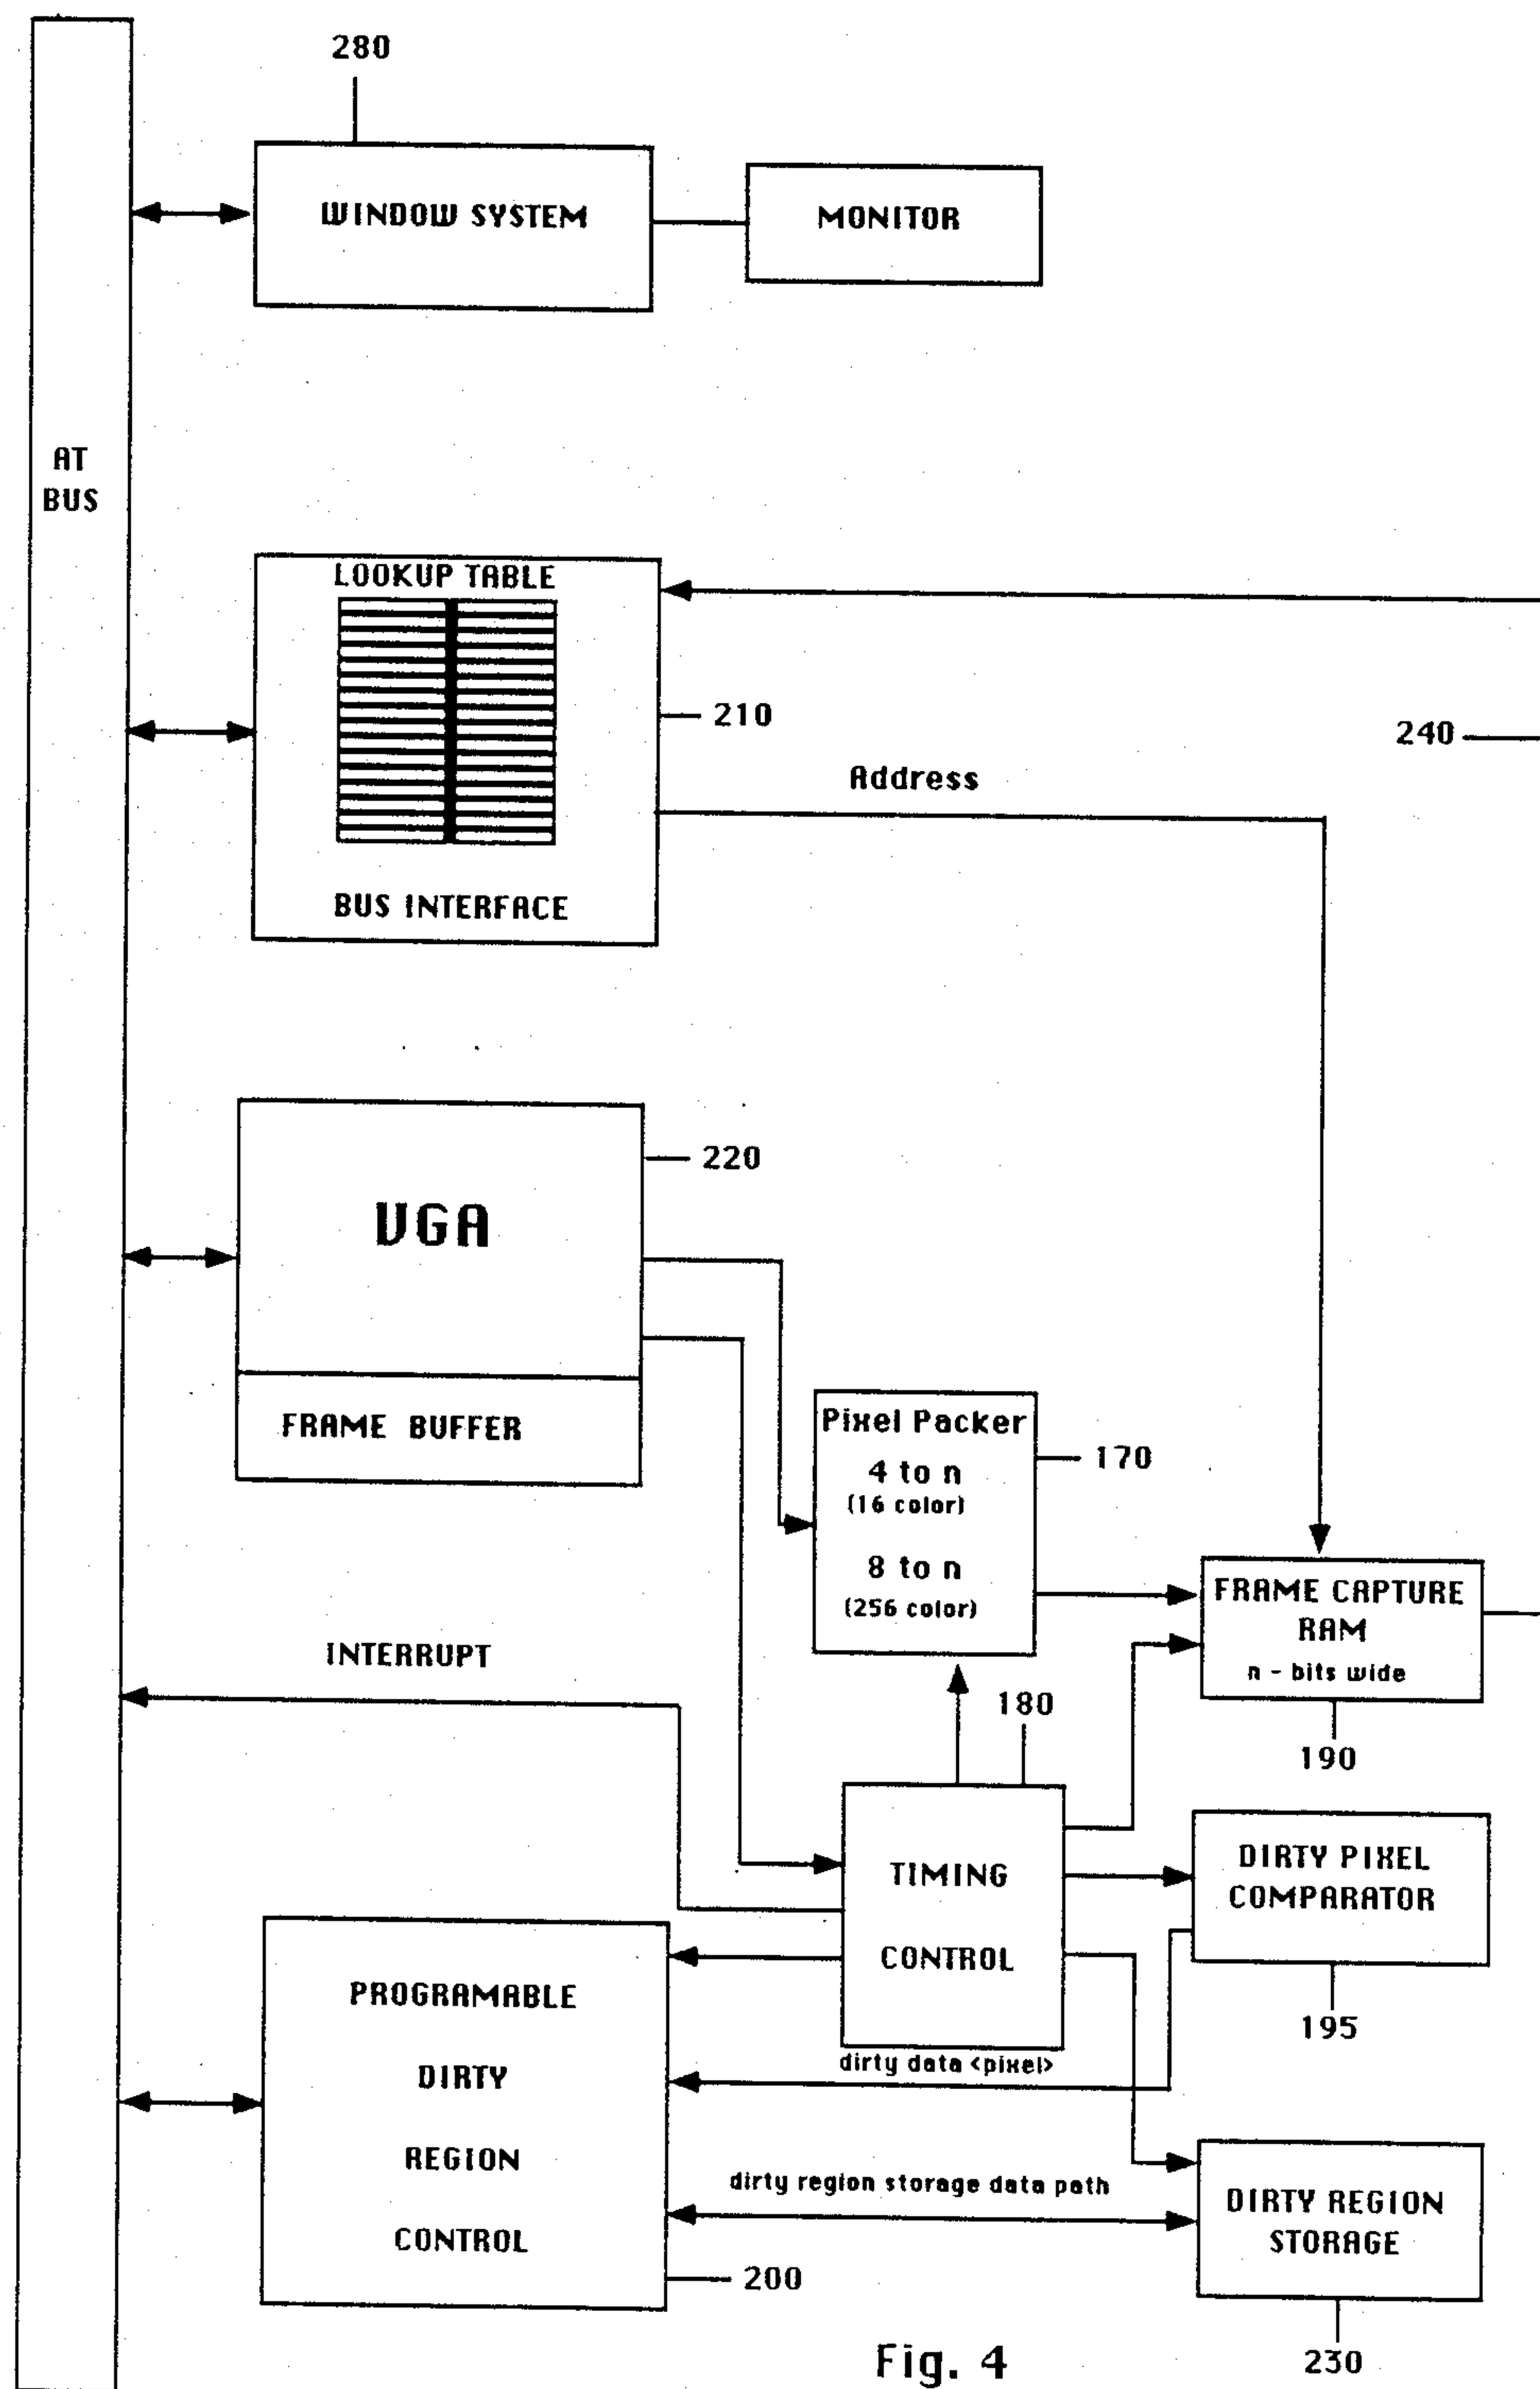 280
WINDOW SYSTEM
MONITOR
AT
BUS
LOOKUP TABLE
210
240
Address
BUS INTERFACE
220
VGA
FRAME BUFFER
Pixel Packer
4 to n
(16 color)
170
8 to n
(256 color)
FRAME CAPTURE
RAM
n - bits wide
INTERRUPT
180
190
TIMING
CONTROL
DIRTY PIXEL
COMPARATOR
195
PROGRAMABLE
DIRTY
REGION
CONTROL
dirty data <pixel>
dirty region storage data path
DIRTY REGION
STORAGE
200
230
Fig. 4